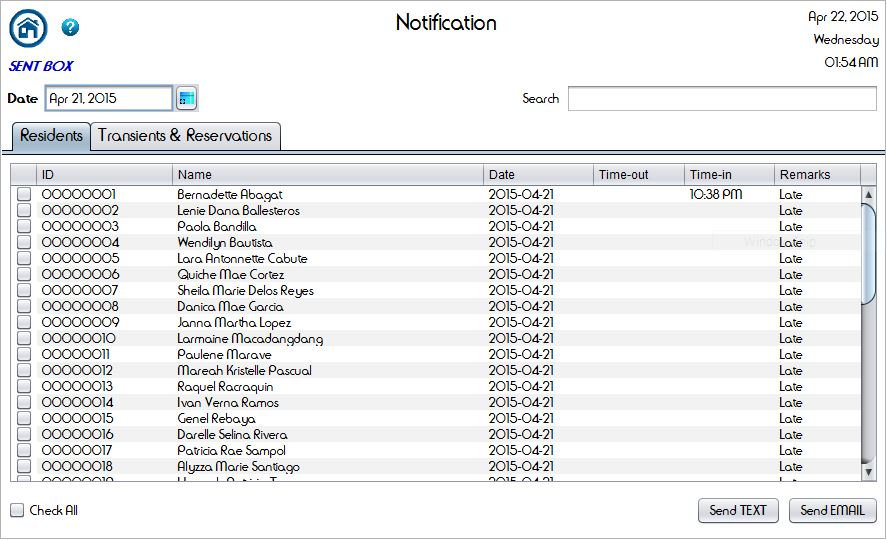 Notification
Apr 22, 2015
Wednesday
01:54 AM
SENT BOX
Date Apr 21, 2015
Search
Residents Transients & Reservations
ID Name Date Time-out Time-in Remarks
00000001 Bernadette Abagat 2015-04-21 10:38 PM Late
00000002 Lenie Dana Ballesteros 2015-04-21 Late
00000003 Paola Bandilla 2015-04-21 Late
00000004 Wendilyn Bautista 2015-04-21 Late
00000005 Lara Antonnette Cabute 2015-04-21 Late
00000006 Quiche Mae Cortez 2015-04-21 Late
00000007 Sheila Marie Delos Reyes 2015-04-21 Late
00000008 Danica Mae Garcia 2015-04-21 Late
00000009 Janna Martha Lopez 2015-04-21 Late
00000010 Larmaine Macadangdang 2015-04-21 Late
00000011 Paulene Marave 2015-04-21 Late
00000012 Mareah Kristelle Pascual 2015-04-21 Late
00000013 Raquel Racraquin 2015-04-21 Late
00000014 Ivan Verna Ramos 2015-04-21 Late
00000015 Genel Rebaya 2015-04-21 Late
00000016 Darelle Selina Rivera 2015-04-21 Late
00000017 Patricia Rae Sampol 2015-04-21 Late
00000018 Alyzza Marie Santiago 2015-04-21 Late
Check All
Send TEXT Send EMAIL